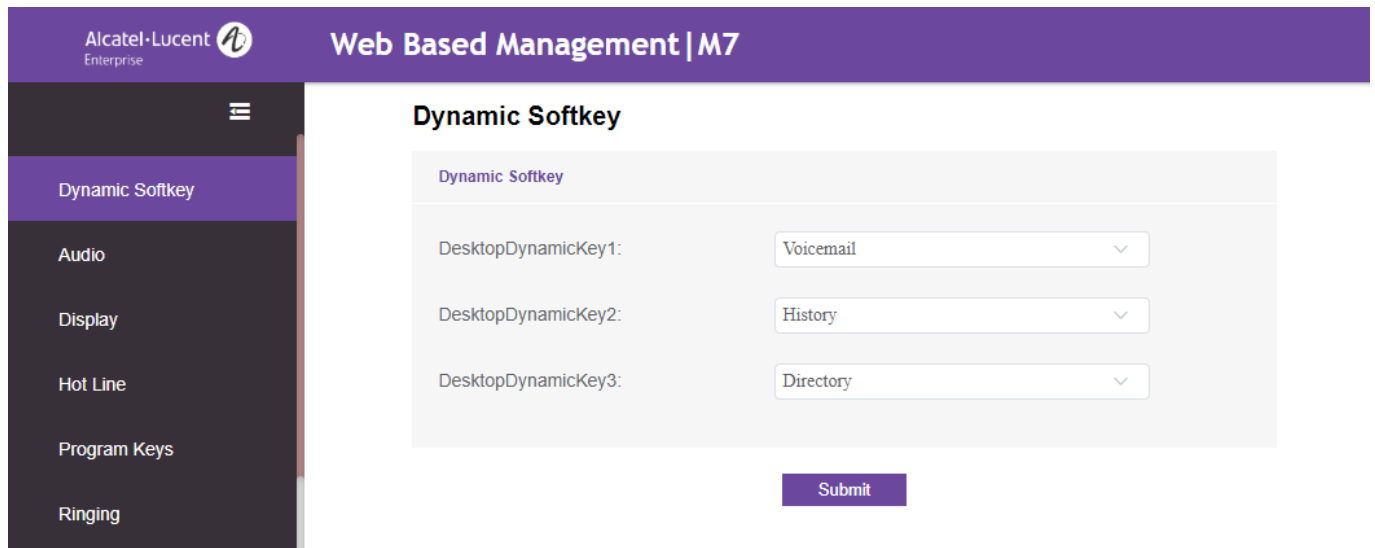 Alcatel·Lucent
Enterprise
Web Based Management|M7
Dynamic Softkey
Audio
Display
Hot Line
Program Keys
Ringing
Dynamic Softkey
Dynamic Softkey
DesktopDynamicKey1: Voicemail
DesktopDynamicKey2: History
DesktopDynamicKey3: Directory
Submit